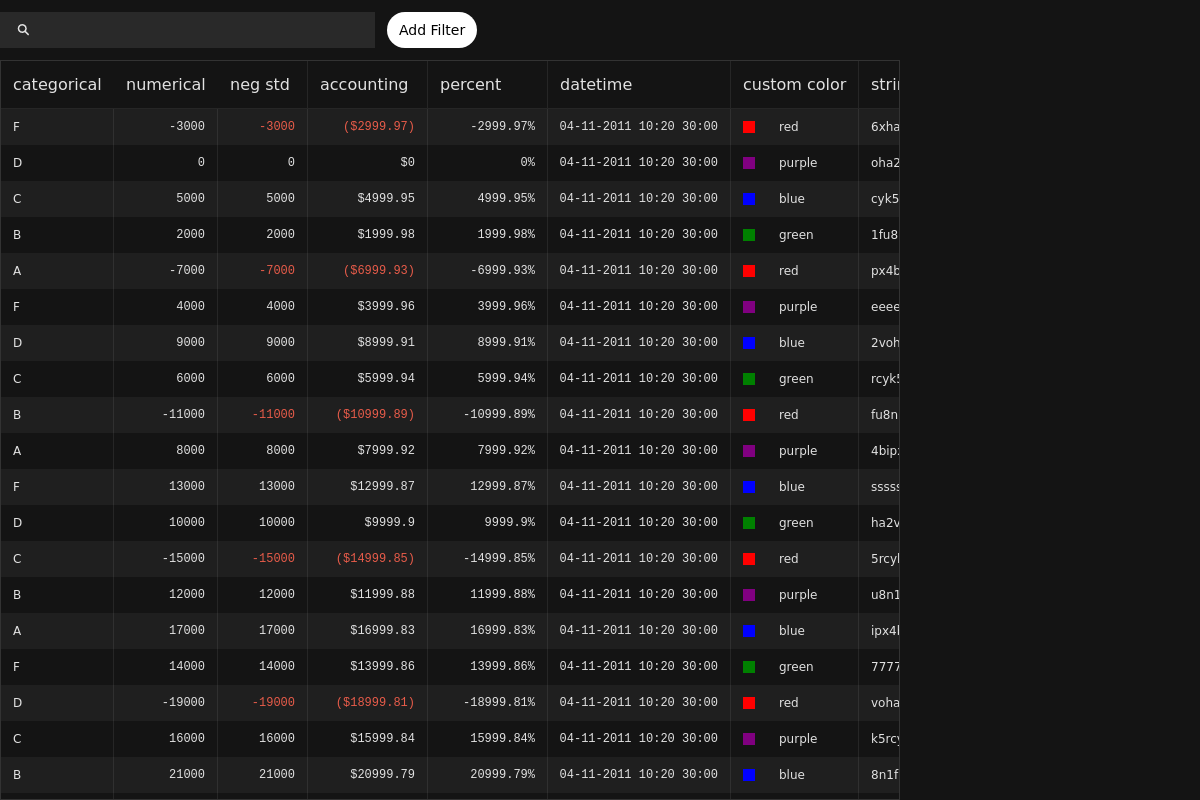 Add Filter
categorical numerical neg std accounting percent datetime custom color
F -3000 -3000 ($2999.97) -2999.97% 04-11-2011 10:20 30:00 red 6xha
D 0 0 $0 0% 04-11-2011 10:20 30:00 purple oha2
C 5000 5000 $4999.95 4999.95% 04-11-2011 10:20 30:00 blue cyk5
B 2000 2000 $1999.98 1999.98% 04-11-2011 10:20 30:00 green 1fu8
A -7000 -7000 ($6999.93) -6999.93% 04-11-2011 10:20 30:00 red px4b
F 4000 4000 $3999.96 3999.96% 04-11-2011 10:20 30:00 purple eeee
D 9000 9000 $8999.91 8999.91% 04-11-2011 10:20 30:00 blue 2voh
C 6000 6000 $5999.94 5999.94% 04-11-2011 10:20 30:00 green rcyk5
B -11000 -11000 ($10999.89) -10999.89% 04-11-2011 10:20 30:00 red fu8n
A 8000 8000 $7999.92 7999.92% 04-11-2011 10:20 30:00 purple
F 13000 13000 $12999.87 12999.87% 04-11-2011 10:20 30:00 blue sssss
D 10000 10000 $9999.9 9999.9% 04-11-2011 10:20 30:00 green ha2v
C -15000 -15000 ($14999.85) -14999.85% 04-11-2011 10:20 30:00 red
B 12000 12000 $11999.88 11999.88% 04-11-2011 10:20 30:00 purple u8n1
A 17000 17000 $16999.83 16999.83% 04-11-2011 10:20 30:00 blue
F 14000 14000 $13999.86 13999.86% 04-11-2011 10:20 30:00 green 7777
D -19000 -19000 ($18999.81) -18999.81% 04-11-2011 10:20 30:00 red voha
C 16000 16000 $15999.84 15999.84% 04-11-2011 10:20 30:00 purple
B 21000 21000 $20999.79 20999.79% 04-11-2011 10:20 30:00 blue 8n1f